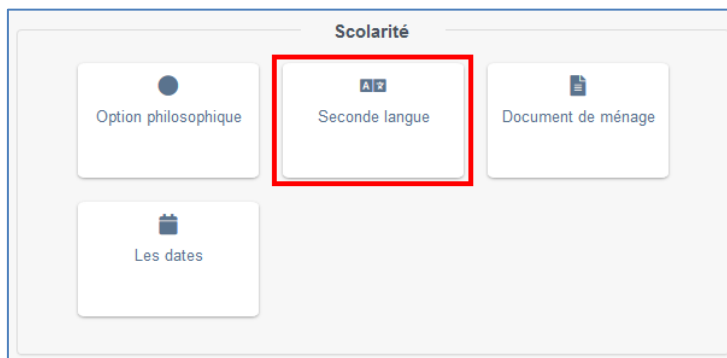 Scolarité
Option philosophique
Seconde langue
Document de ménage
Les dates